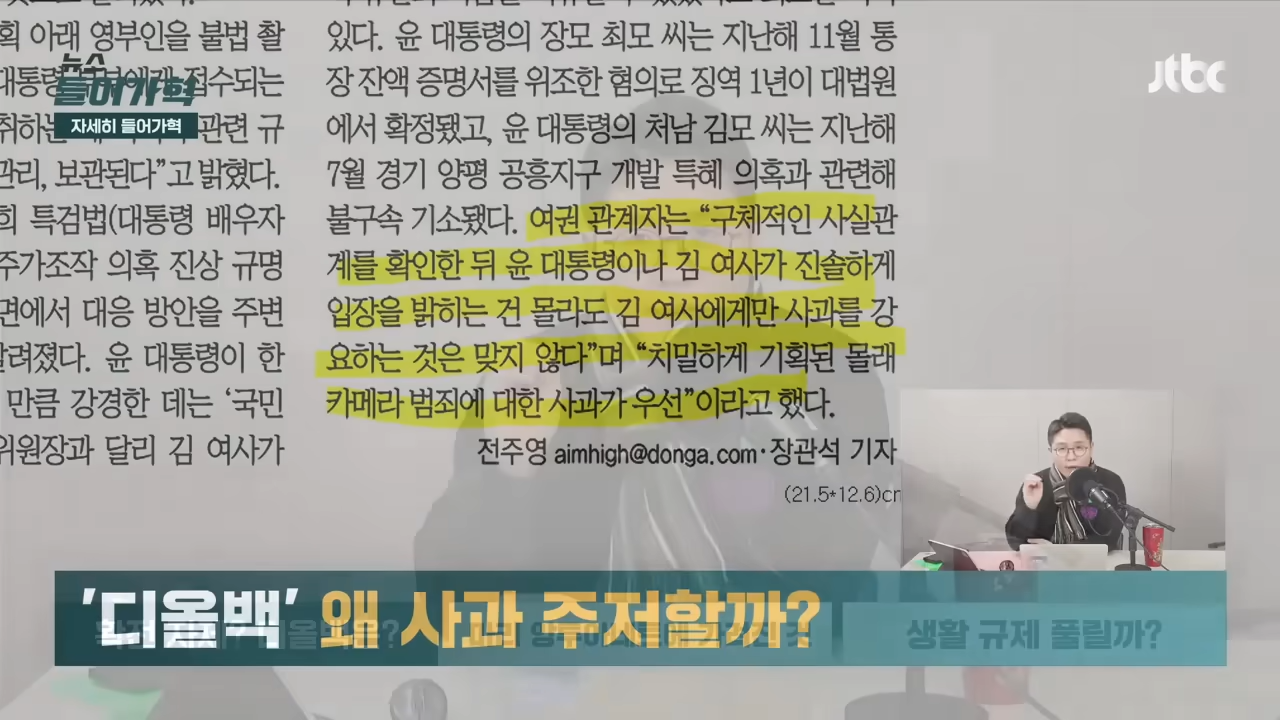 획 아래 영부인을 불법 촬
접수되는
관련 규
관리, 보관된다”고 밝혔다.
희 특검법(대통령 배우자
주가조작 의혹 진상 규명
면에서 대응 방안을 주변
알려졌다. 윤 대통령이 한
만큼 강경한 데는 ‘국민
위원장과 달리 김 여사가
있다. 윤 대통령의 장모 최모 씨는 지난해 11월 통
장 잔액 증명서를 위조한 혐의로 징역 1년이 대법원
에서 확정됐고, 윤 대통령의 처남 김모 씨는 지난해
7월 경기 양평 공흥지구 개발 특혜 의혹과 관련해
불구속 기소됐다. 여권 관계자는 “구체적인 사실관
계를 확인한 뒤 윤 대통령이나 김 여사가 진솔하게
입장을 밝히는 건 몰라도 김 여사에게만 사과를 강
요하는 것은 맞지 않다”며 “치밀하게 기획된 몰래
카메라 범죄에 대한 사과가 우선”이라고 했다.
전주영 aimhigh@donga.com·장관석 기자
(21.5*12.6)cm
뉴스
들어가혁
자세히 들어가혁
jtbc
'디올백' 왜 사과 주저할까?
생활 규제 풀릴까?